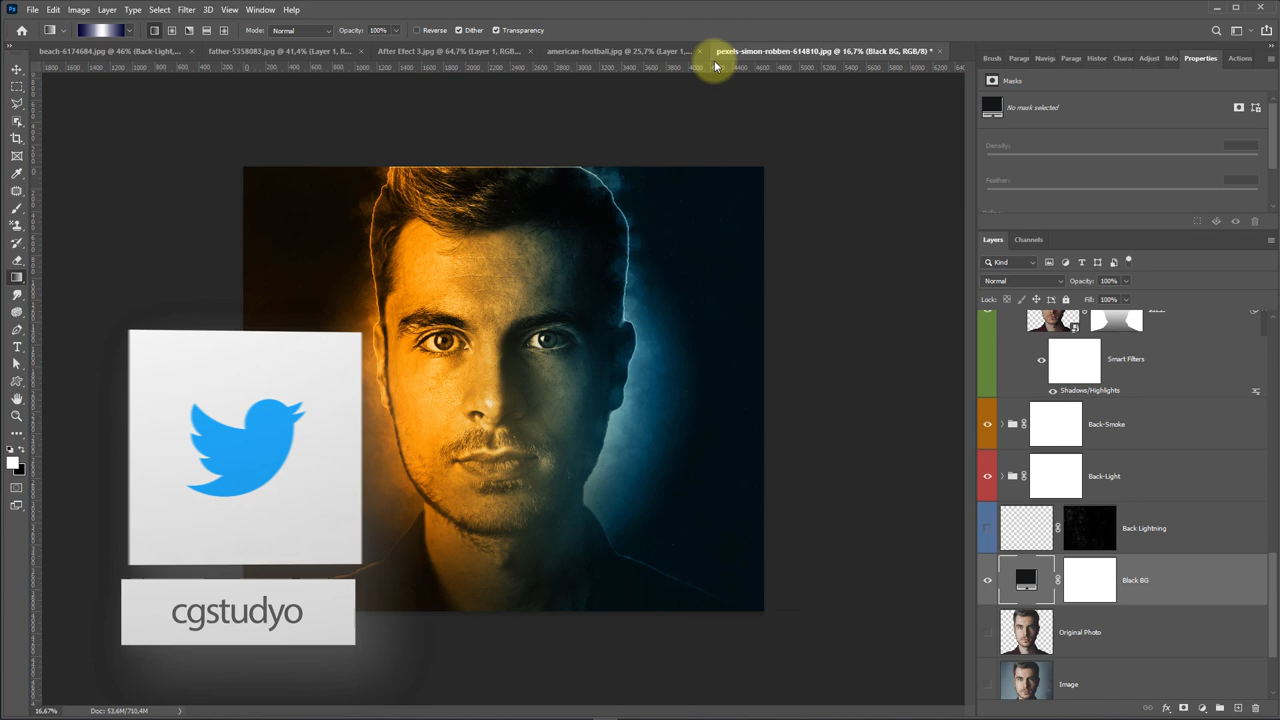 Ps File Edit Image Layer Type Select Filter 3D View Window Help
Mode: Normal Opacity: 100% Reverse Dither Transparency
beach-6174684.jpg @ 46% (Back-Light,... × father-5358083.jpg @ 41,4% (Layer 1, R... × After Efect 3.jpg @ 64,7% (Layer 1, RGB... × american-football.jpg @ 25,7% (Layer 1,... × pexels-simon-robben-614810.jpg @ 16,7% (Black BG, RGB/8) * ×
Brush Paragr Navig Paragr Histor Charac Adjust Info Properties Actions
Masks
No mask selected
Density:
Feather:
Layers Channels
Kind
Normal Opacity: 100%
Lock: Fill: 100%
Smart Filters
Shadows/Highlights
Back-Smoke
Back-Light
Back Lightning
Black BG
Original Photo
Image
cgstudyo
16,67% Doc: 53,6M/710,4M